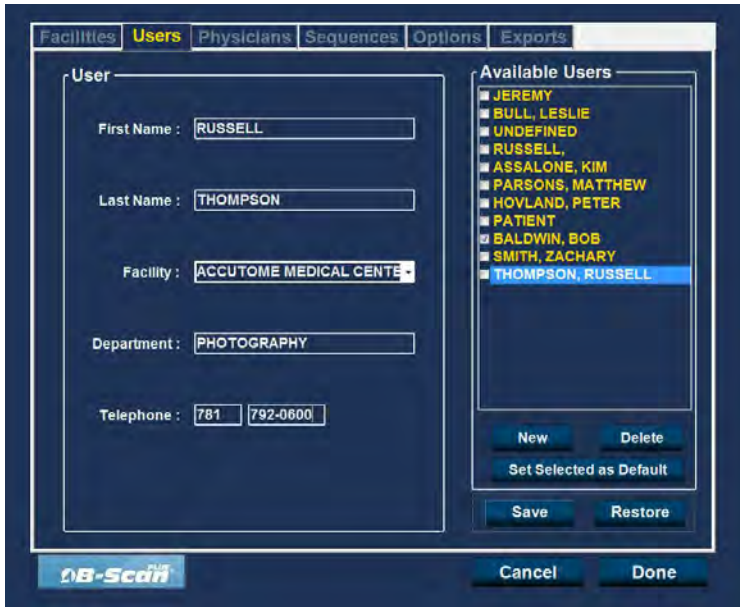 Facilities Users Physicians Sequences Options Exports
User
First Name : RUSSELL
Last Name : THOMPSON
Facility : ACCUTOME MEDICAL CENTE
Department : PHOTOGRAPHY
Telephone : 781 792-0600
Available Users
JEREMY
BULL, LESLIE
UNDEFINED
RUSSELL,
ASSALONE, KIM
PARSONS, MATTHEW
HOVLAND, PETER
PATIENT
BALDWIN, BOB
SMITH, ZACHARY
THOMPSON, RUSSELL
New Delete
Set Selected as Default
Save Restore
B-Scan PLUS
Cancel Done